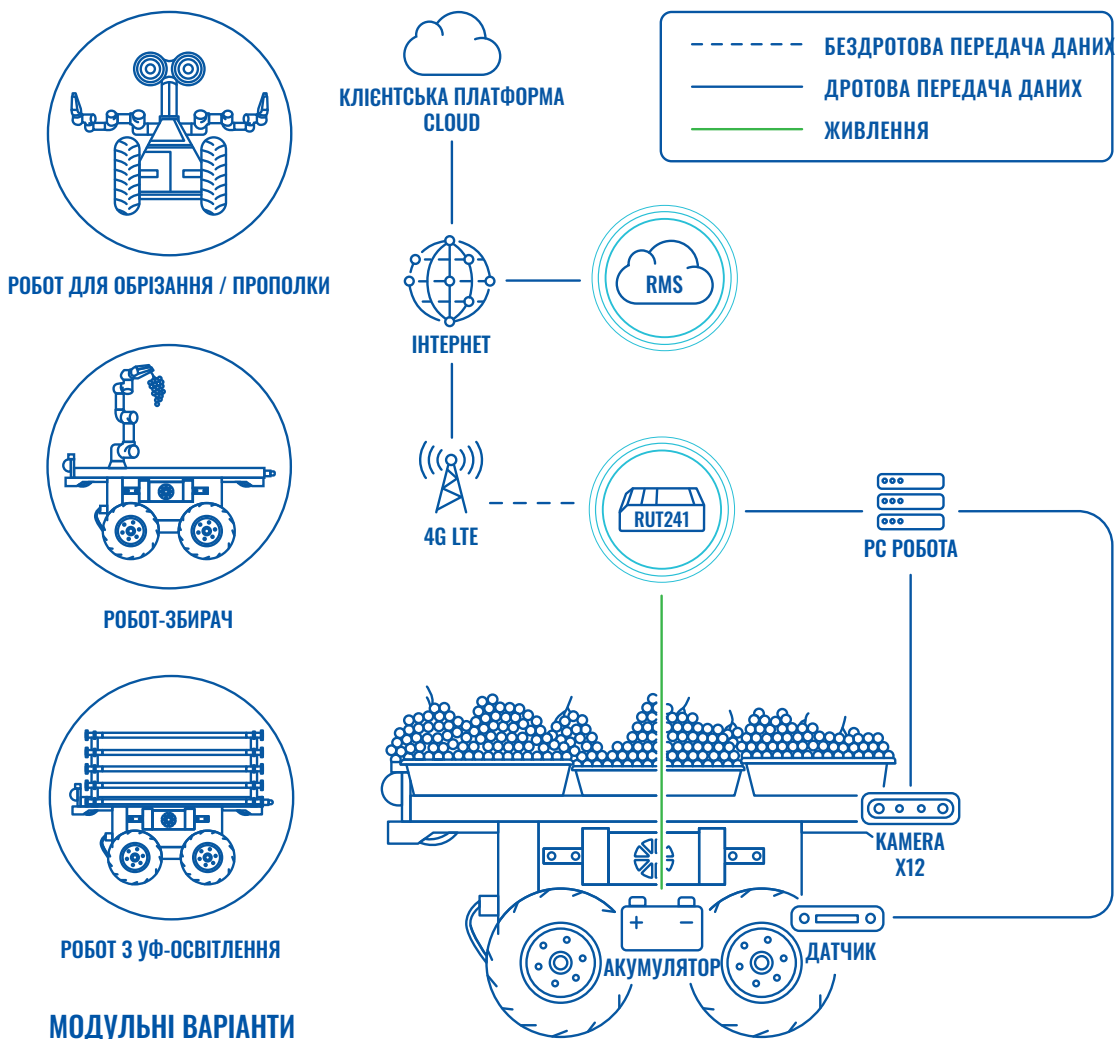 КЛІЄНТСЬКА ПЛАТФОРМА
CLOUD
БЕЗДРОТОВА ПЕРЕДАЧА ДАНИХ
ДРОТОВА ПЕРЕДАЧА ДАНИХ
ЖИВЛЕННЯ
РОБОТ ДЛЯ ОБРІЗАННЯ / ПРОПОЛКИ
RMS
ІНТЕРНЕТ
RUT241
4G LTE
PC РОБОТА
РОБОТ-ЗБИРАЧ
KAMERA
X12
РОБОТ З УФ-ОСВІТЛЕННЯ
АКУМУЛЯТОР
ДАТЧИК
МОДУЛЬНІ ВАРІАНТИ